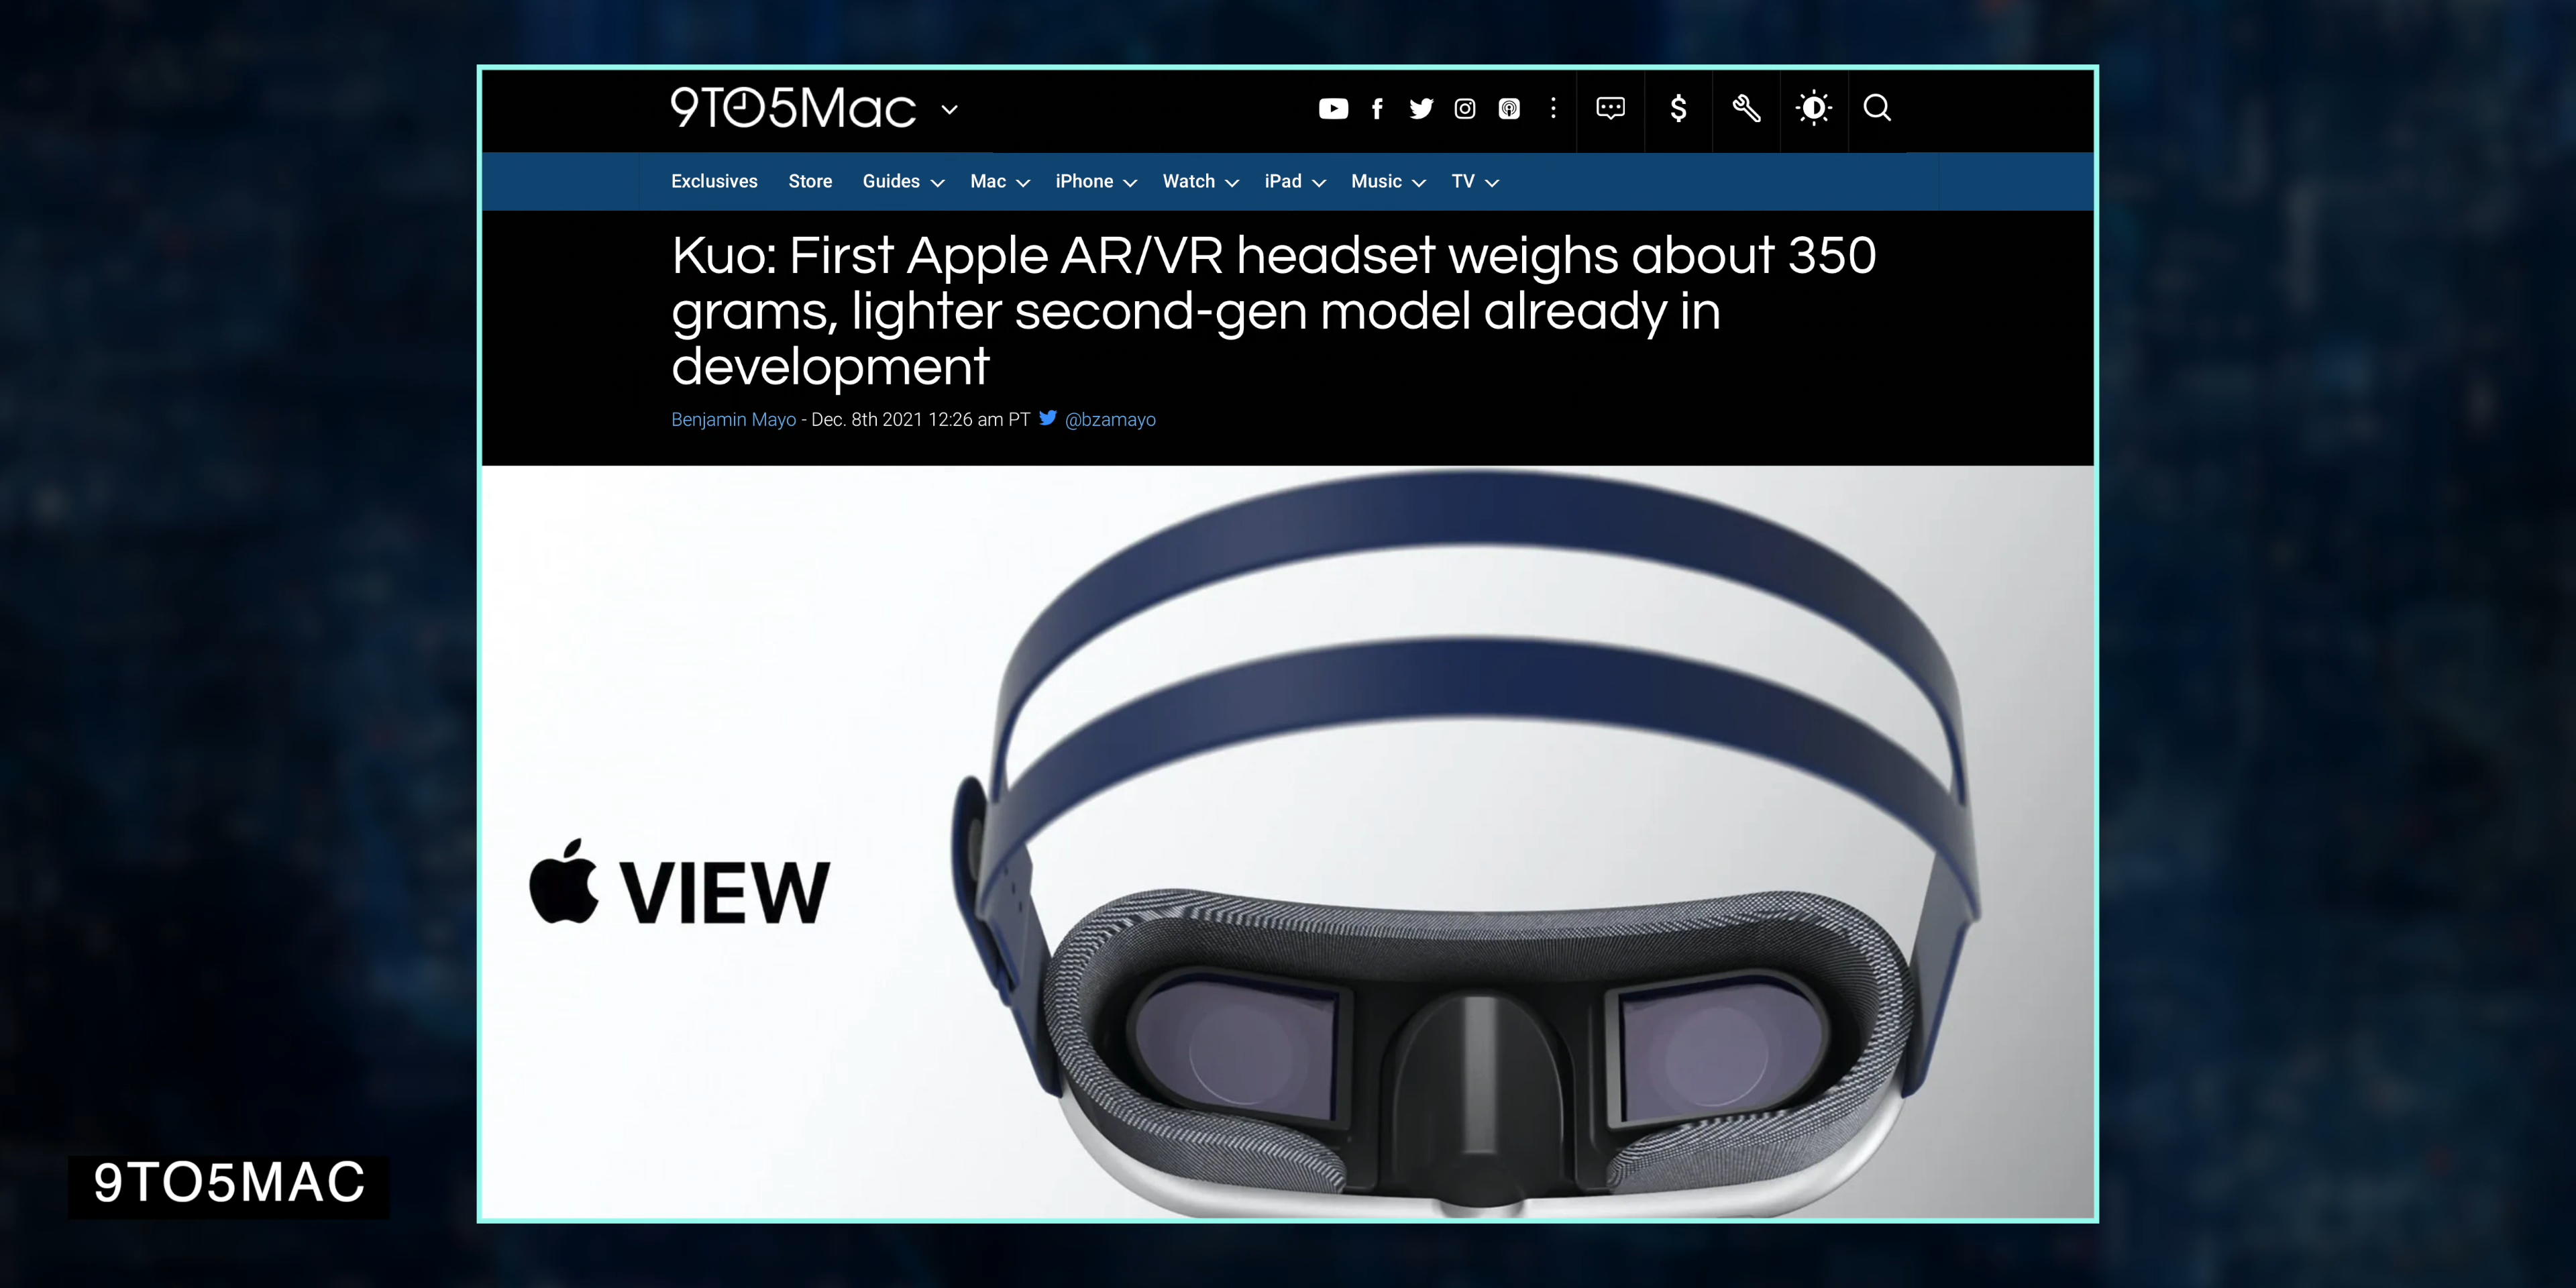 9TO5Mac
Exclusives Store Guides Mac iPhone Watch iPad Music TV
Kuo: First Apple AR/VR headset weighs about 350
grams, lighter second-gen model already in
development
Benjamin Mayo - Dec. 8th 2021 12:26 am PT @bzamayo
VIEW
9TO5MAC